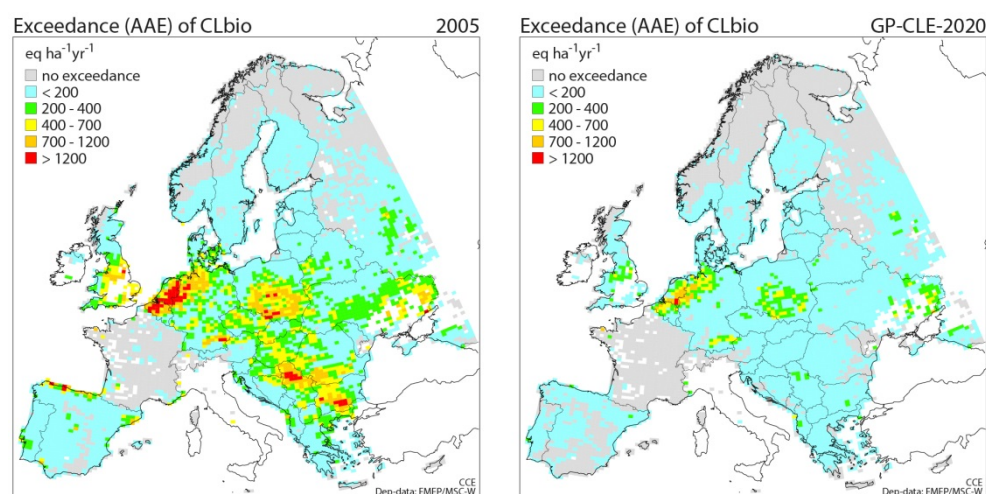 Exceedance (AAE) of CLbio 2005
eq ha⁻¹yr⁻¹
no exceedance
< 200
200 - 400
400 - 700
700 - 1200
> 1200
CCE
Dep-data: EMEP/MSC-W
Exceedance (AAE) of CLbio GP-CLE-2020
eq ha⁻¹yr⁻¹
no exceedance
< 200
200 - 400
400 - 700
700 - 1200
> 1200
CCE
Dep-data: EMEP/MSC-W